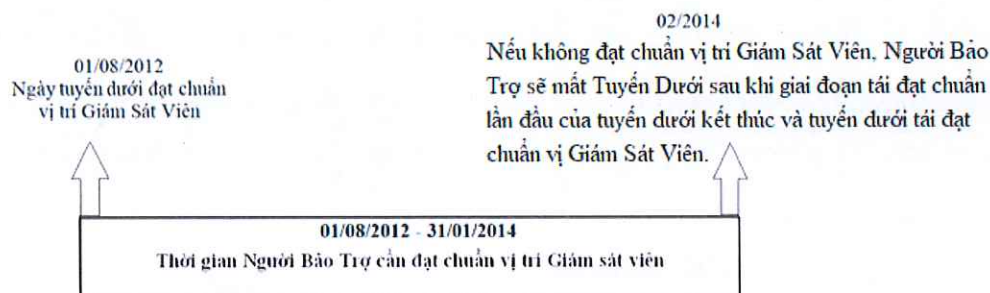 01/08/2012
Ngày tuyến dưới đạt chuẩn
vị trí Giám Sát Viên
02/2014
Nếu không đạt chuẩn vị trí Giám Sát Viên, Người Bảo
Trợ sẽ mất Tuyến Dưới sau khi giai đoạn tái đạt chuẩn
lần đầu của tuyến dưới kết thúc và tuyến dưới tái đạt
chuẩn vị Giám Sát Viên.
01/08/2012 - 31/01/2014
Thời gian Người Bảo Trợ cần đạt chuẩn vị trí Giám sát viên